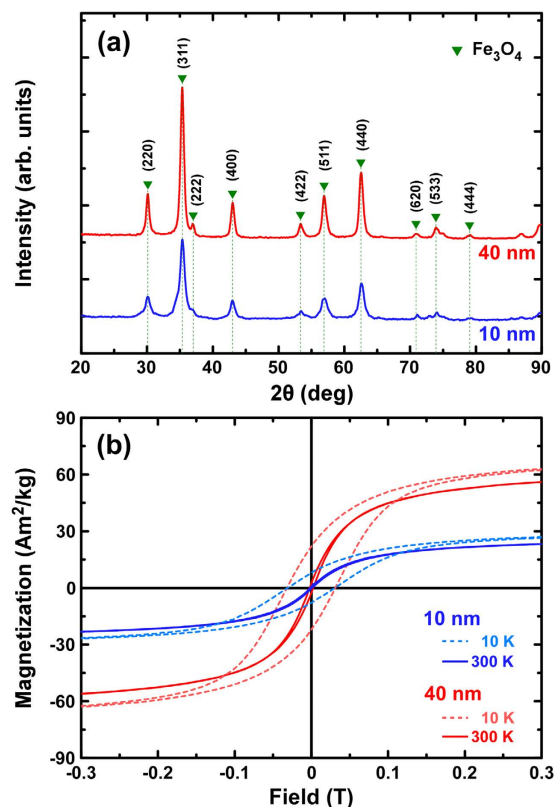 (a)
Fe₃O₄
(220)
(311)
(222)
(400)
(422)
(511)
(440)
(620)
(533)
(444)
40 nm
10 nm
Intensity (arb. units)
20 30 40 50 60 70 80 90
2θ (deg)
(b)
90
60
30
0
-30
-60
-90
Magnetization (Am²/kg)
10 nm
10 K
300 K
40 nm
10 K
300 K
-0.3 -0.2 -0.1 0 0.1 0.2 0.3
Field (T)